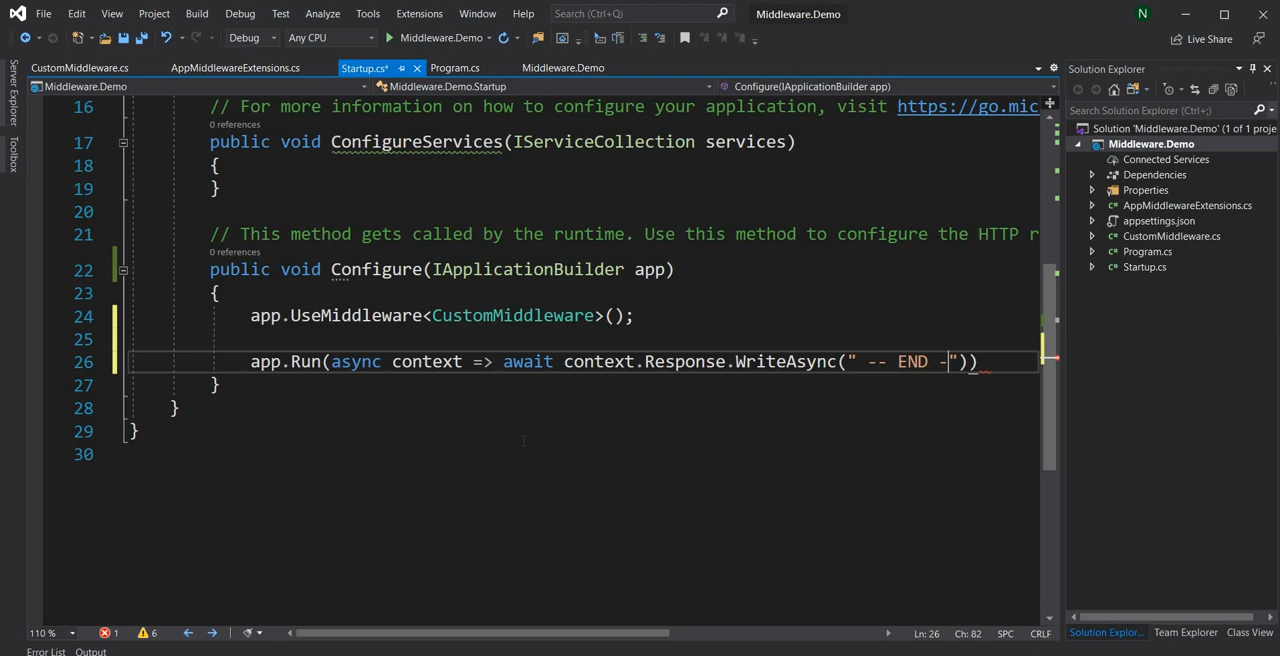 File Edit View Project Build Debug Test Analyze Tools Extensions Window Help Search (Ctrl+Q) Middleware.Demo N
Debug Any CPU Middleware.Demo Live Share
CustomMiddleware.cs AppMiddlewareExtensions.cs Startup.cs* Program.cs Middleware.Demo
Middleware.Demo Middleware.Demo.Startup Configure(IApplicationBuilder app)
Server Explorer
Toolbox
16 // For more information on how to configure your application, visit https://go.mic
0 references
17 public void ConfigureServices(IServiceCollection services)
18 {
19 }
20
21 // This method gets called by the runtime. Use this method to configure the HTTP r
0 references
22 public void Configure(IApplicationBuilder app)
23 {
24 app.UseMiddleware<CustomMiddleware>();
25
26 app.Run(async context => await context.Response.WriteAsync(" -- END -"))
27 }
28 }
29 }
30
110 % 1 6 Ln: 26 Ch: 82 SPC CRLF
Error List Output
Solution Explorer
Search Solution Explorer (Ctrl+;)
Solution 'Middleware.Demo' (1 of 1 proje
Middleware.Demo
Connected Services
Dependencies
Properties
AppMiddlewareExtensions.cs
appsettings.json
CustomMiddleware.cs
Program.cs
Startup.cs
Solution Explor... Team Explorer Class View